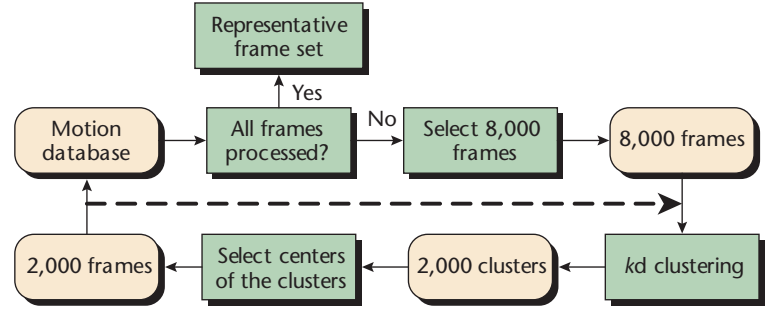 Representative
frame set
Yes
Motion
database
All frames
processed?
No
Select 8,000
frames
8,000 frames
2,000 frames
Select centers
of the clusters
2,000 clusters
kd clustering